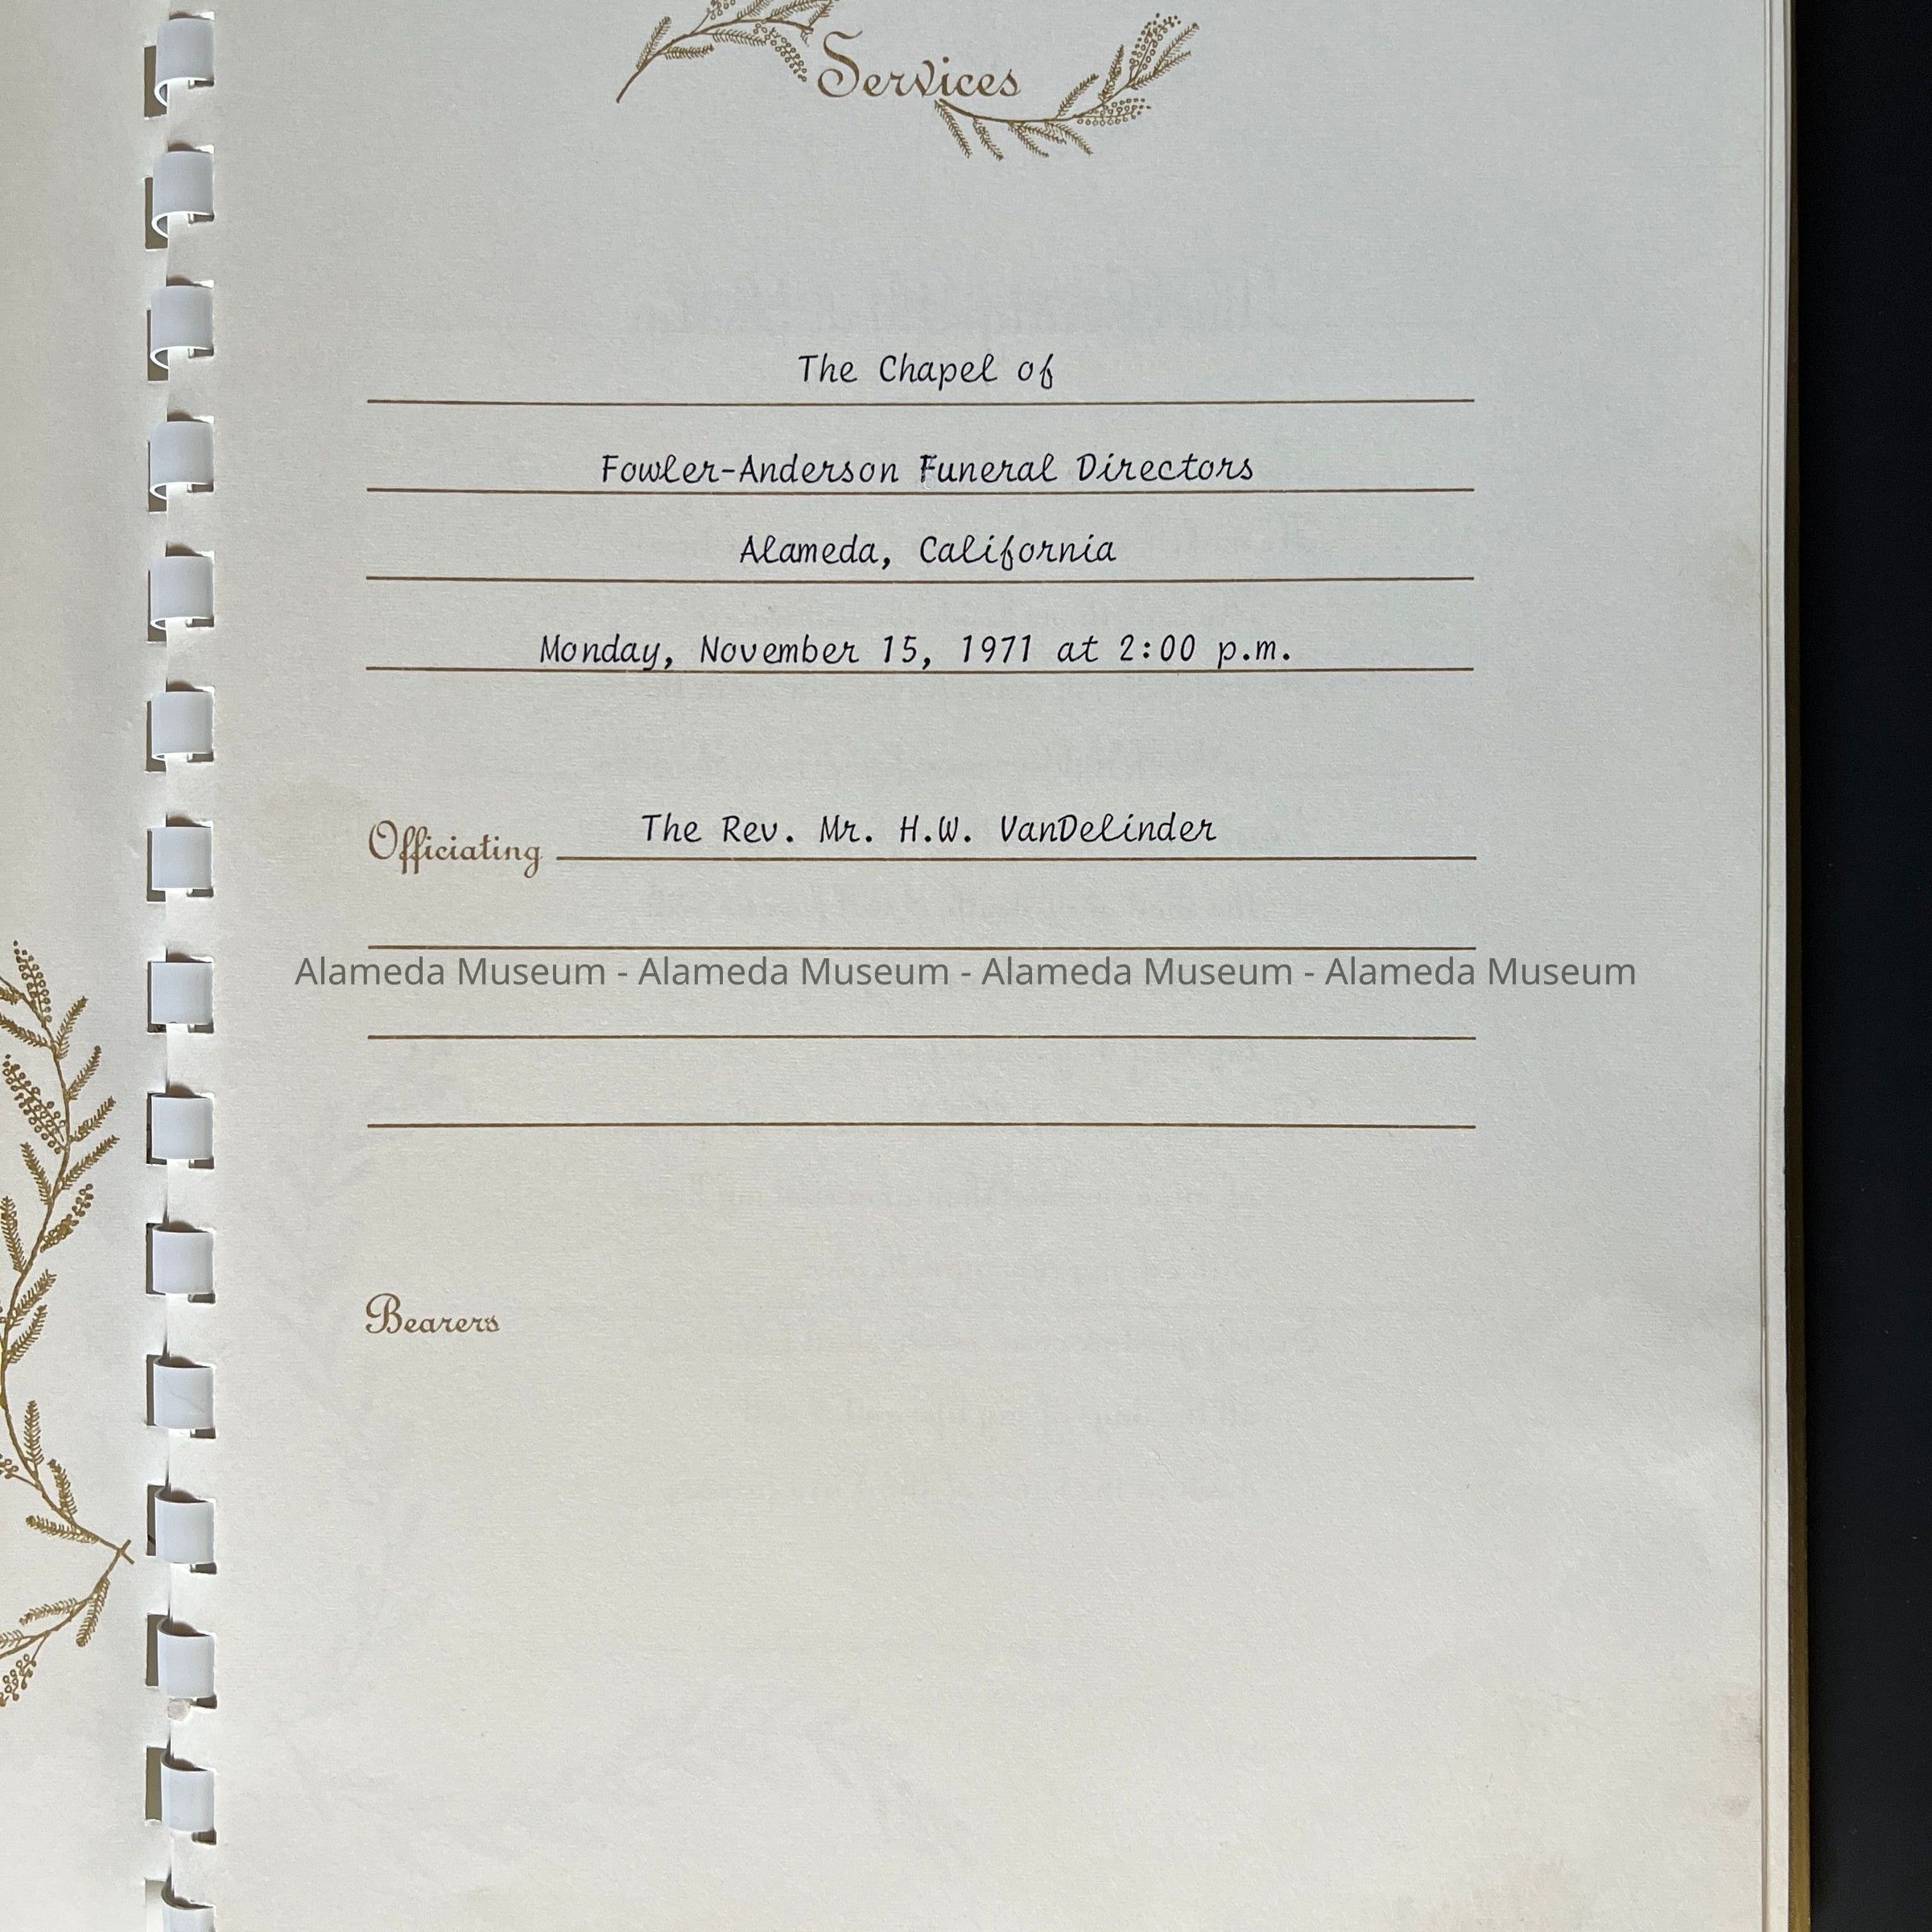 Services
The Chapel of
Fowler-Anderson Funeral Directors
Alameda, California
Monday, November 15, 1971 at 2:00 p.m.
Officiating The Rev. Mr. H.W. VanDelinder
Alameda Museum - Alameda Museum - Alameda Museum - Alameda Museum
Bearers